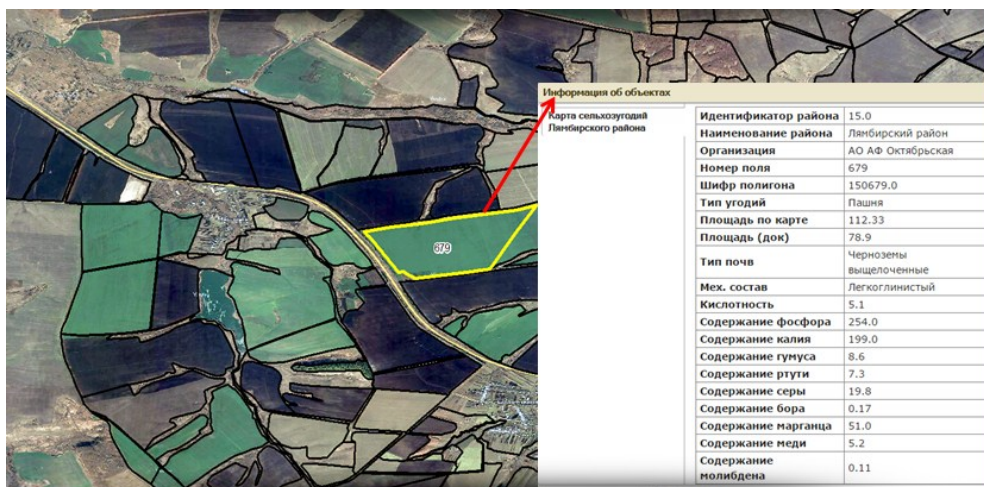 Информация об объектах
Карта сельхозугодий
Лямбирского района
Идентификатор района 15.0
Наименование района Лямбирский район
Организация АО АФ Октябрьская
Номер поля 679
Шифр полигона 150679.0
Тип угодий Пашня
Площадь по карте 112.33
Площадь (док) 78.9
Тип почв Черноземы
выщелоченные
Мех. состав Легкоглинистый
Кислотность 5.1
Содержание фосфора 254.0
Содержание калия 199.0
Содержание гумуса 8.6
Содержание ртути 7.3
Содержание серы 19.8
Содержание бора 0.17
Содержание марганца 51.0
Содержание меди 5.2
Содержание
молибдена 0.11
679